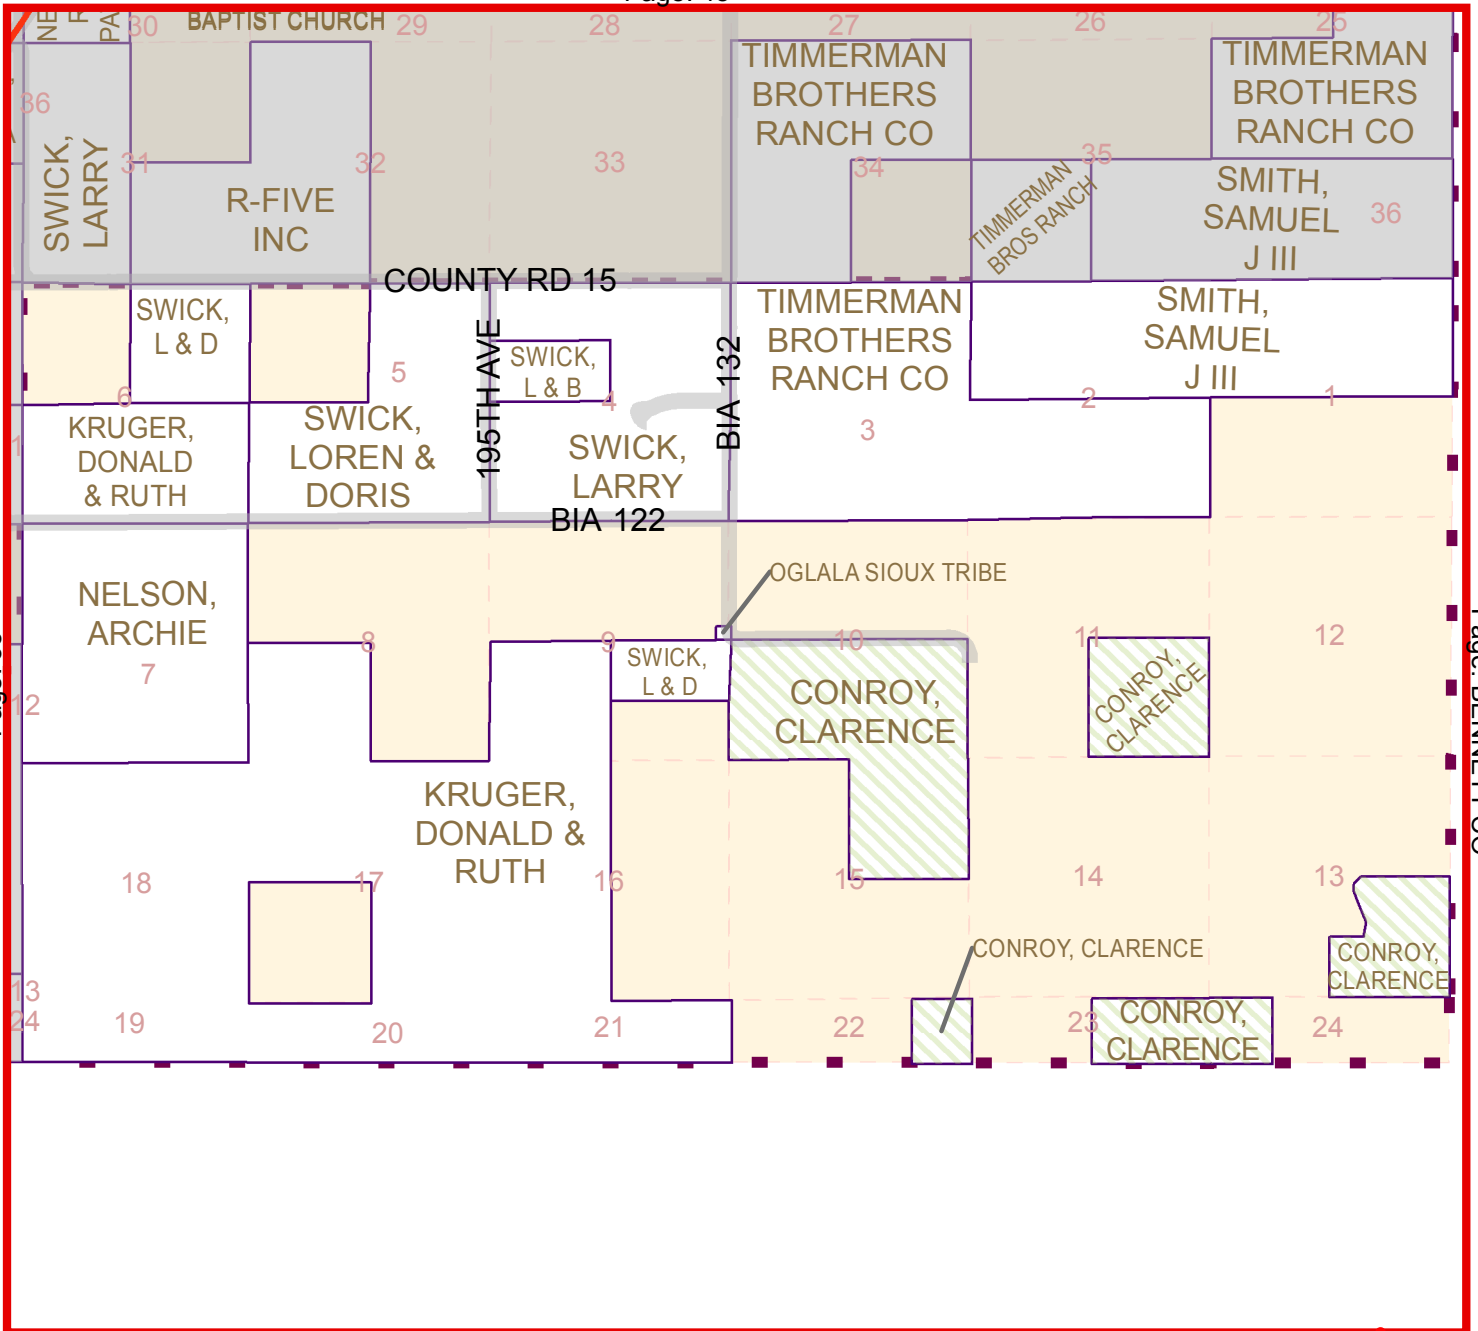 NE
R
PA
30
BAPTIST CHURCH
29
28
27
26
25
36
SWICK,
LARRY
31
R-FIVE
INC
32
33
TIMMERMAN
BROTHERS
RANCH CO
34
35
TIMMERMAN
BROS RANCH
TIMMERMAN
BROTHERS
RANCH CO
SMITH,
SAMUEL
J III
36
COUNTY RD 15
SWICK,
L & D
6
5
195TH AVE
SWICK,
L & B
4
BIA 132
TIMMERMAN
BROTHERS
RANCH CO
3
SMITH,
SAMUEL
J III
2
1
1
KRUGER,
DONALD
& RUTH
SWICK,
LOREN &
DORIS
SWICK,
LARRY
BIA 122
NELSON,
ARCHIE
7
8
9
OGLALA SIOUX TRIBE
10
11
12
12
SWICK,
L & D
CONROY,
CLARENCE
CONROY,
CLARENCE
KRUGER,
DONALD &
RUTH
18
17
16
15
14
13
CONROY, CLARENCE
CONROY,
CLARENCE
13
24
19
20
21
22
23
CONROY,
CLARENCE
24